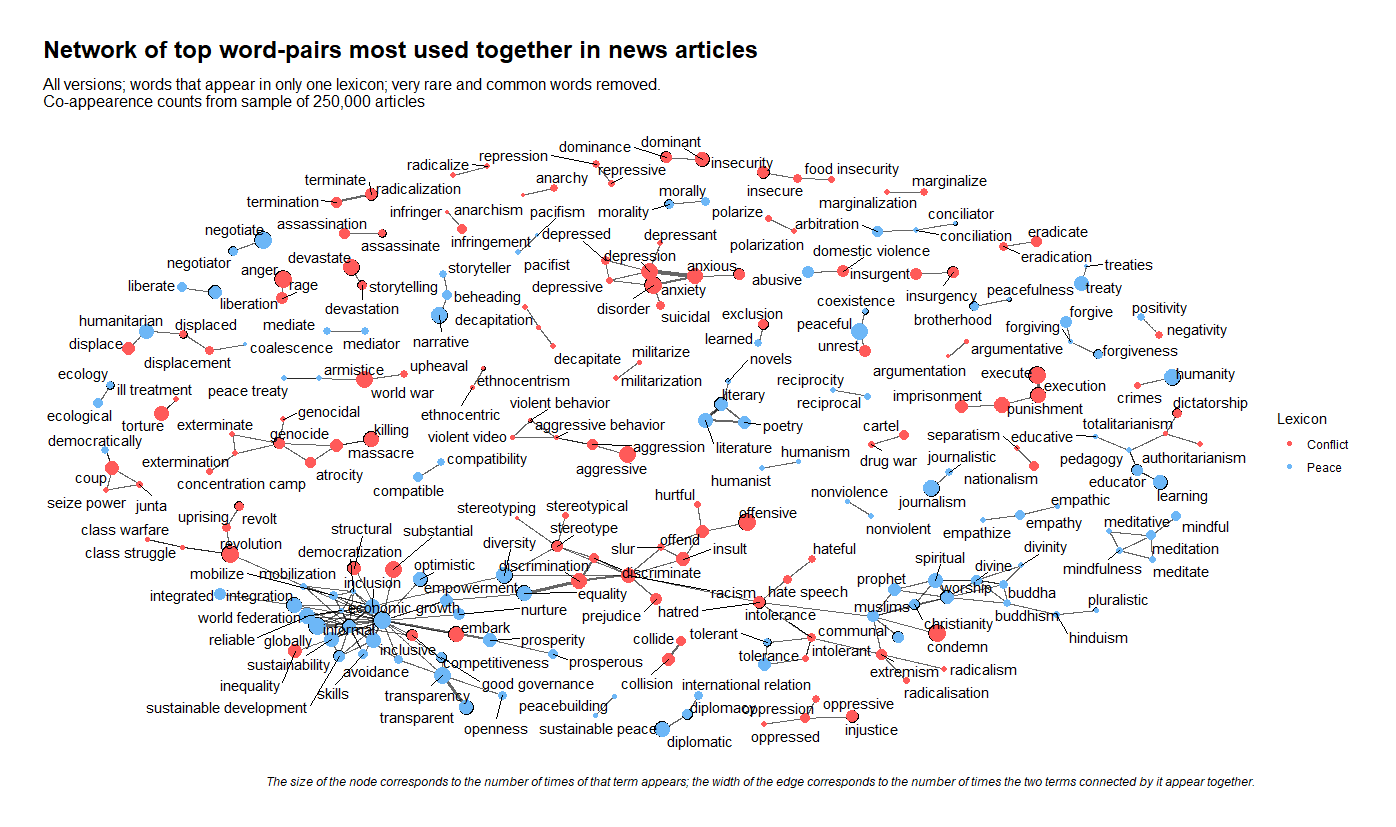 Network of top word-pairs most used together in news articles
All versions; words that appear in only one lexicon; very rare and common words removed.
Co-appearence counts from sample of 250,000 articles
dominance
dominant
repression
radicalize
insecurity
food insecurity
repressive
terminate
radicalization
anarchy
insecure
marginalize
termination
morally
marginalization
infringer
anarchism
pacifism
morality
polarize
arbitration
conciliator
assassination
negotiate
assassinate
infringement
depressed
depressant
polarization
conciliation
eradicate
domestic violence
eradication
negotiator
anger
devastate
storyteller
pacifist
depression
anxious
abusive
insurgent
treaties
liberate
rage
storytelling
depressive
anxiety
peacefulness
treaty
liberation
devastation
beheading
disorder
insurgency
coexistence
positivity
humanitarian
displaced
mediate
decapitation
suicidal
exclusion
peaceful
brotherhood
forgive
forgiving
negativity
displace
coalescence
mediator
narrative
learned
unrest
argumentative
forgiveness
displacement
decapitate
militarize
novels
ecology
armistice
upheaval
argumentation
execute
humanity
ill treatment
peace treaty
ethnocentrism
militarization
reciprocity
execution
world war
literary
imprisonment
crimes
dictatorship
ecological
ethnocentric
violent behavior
reciprocal
punishment
torture
exterminate
genocidal
aggressive behavior
poetry
cartel
totalitarianism
democratically
genocide
killing
violent video
aggression
literature
separatism
educative
massacre
humanism
drug war
journalistic
pedagogy
authoritarianism
extermination
compatibility
aggressive
coup
concentration camp
atrocity
compatible
humanist
nationalism
educator
seize power
junta
hurtful
nonviolence
journalism
learning
uprising
revolt
stereotyping
stereotypical
offensive
empathic
class warfare
structural
substantial
stereotype
nonviolent
empathize
empathy
meditative
mindful
class struggle
revolution
democratization
diversity
slur
offend
insult
hateful
divinity
meditation
mobilize
mobilization
inclusion
optimistic
discrimination
discriminate
spiritual
divine
mindfulness
meditate
integrated
integration
economic growth
empowerment
equality
racism
hate speech
prophet
worship
buddha
pluralistic
world federation
nurture
prejudice
hatred
intolerance
muslims
buddhism
reliable
globally
informal
embark
prosperity
collide
tolerant
communal
christianity
hinduism
sustainability
inclusive
competitiveness
prosperous
tolerance
intolerant
condemn
inequality
avoidance
good governance
collision
international relation
extremism
radicalism
skills
transparency
peacebuilding
radicalisation
sustainable development
transparent
openness
sustainable peace
diplomacy
oppression
oppressive
diplomatic
oppressed
injustice
Lexicon
Conflict
Peace
The size of the node corresponds to the number of times of that term appears; the width of the edge corresponds to the number of times the two terms connected by it appear together.